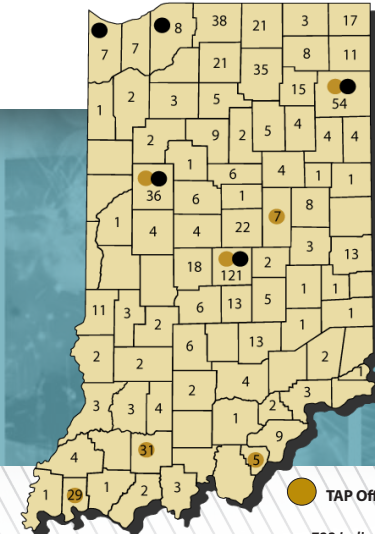 38 21 3 17
8
7 7 21 35 8 11
15
54
1 2 3 5
2 9 2 5 4 4 4
1
36 6 6 4 1 1
1
1 4 4 22 7 8
3 13
18 121 2
1 1
11 3 2 6 13 5 1
1
2 2 6 13 2
4 3
3 3 4 2 1 2
9
4 31 5
1 29 1 2 3
TAP Off